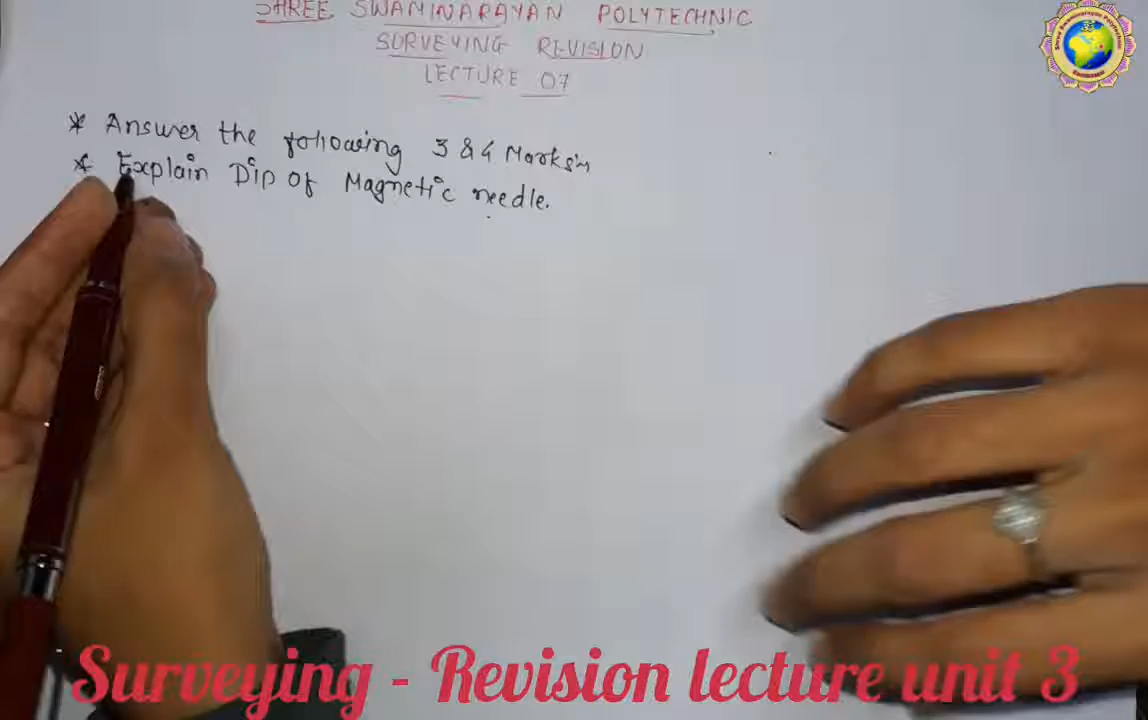 SHREE SWAMINARAYAN POLYTECHNIC
SURVEYING REVISION
LECTURE 07
* Answer the following 3 & 4 Marks'n
* Explain Dip of Magnetic needle.
Surveying - Revision lecture unit 3